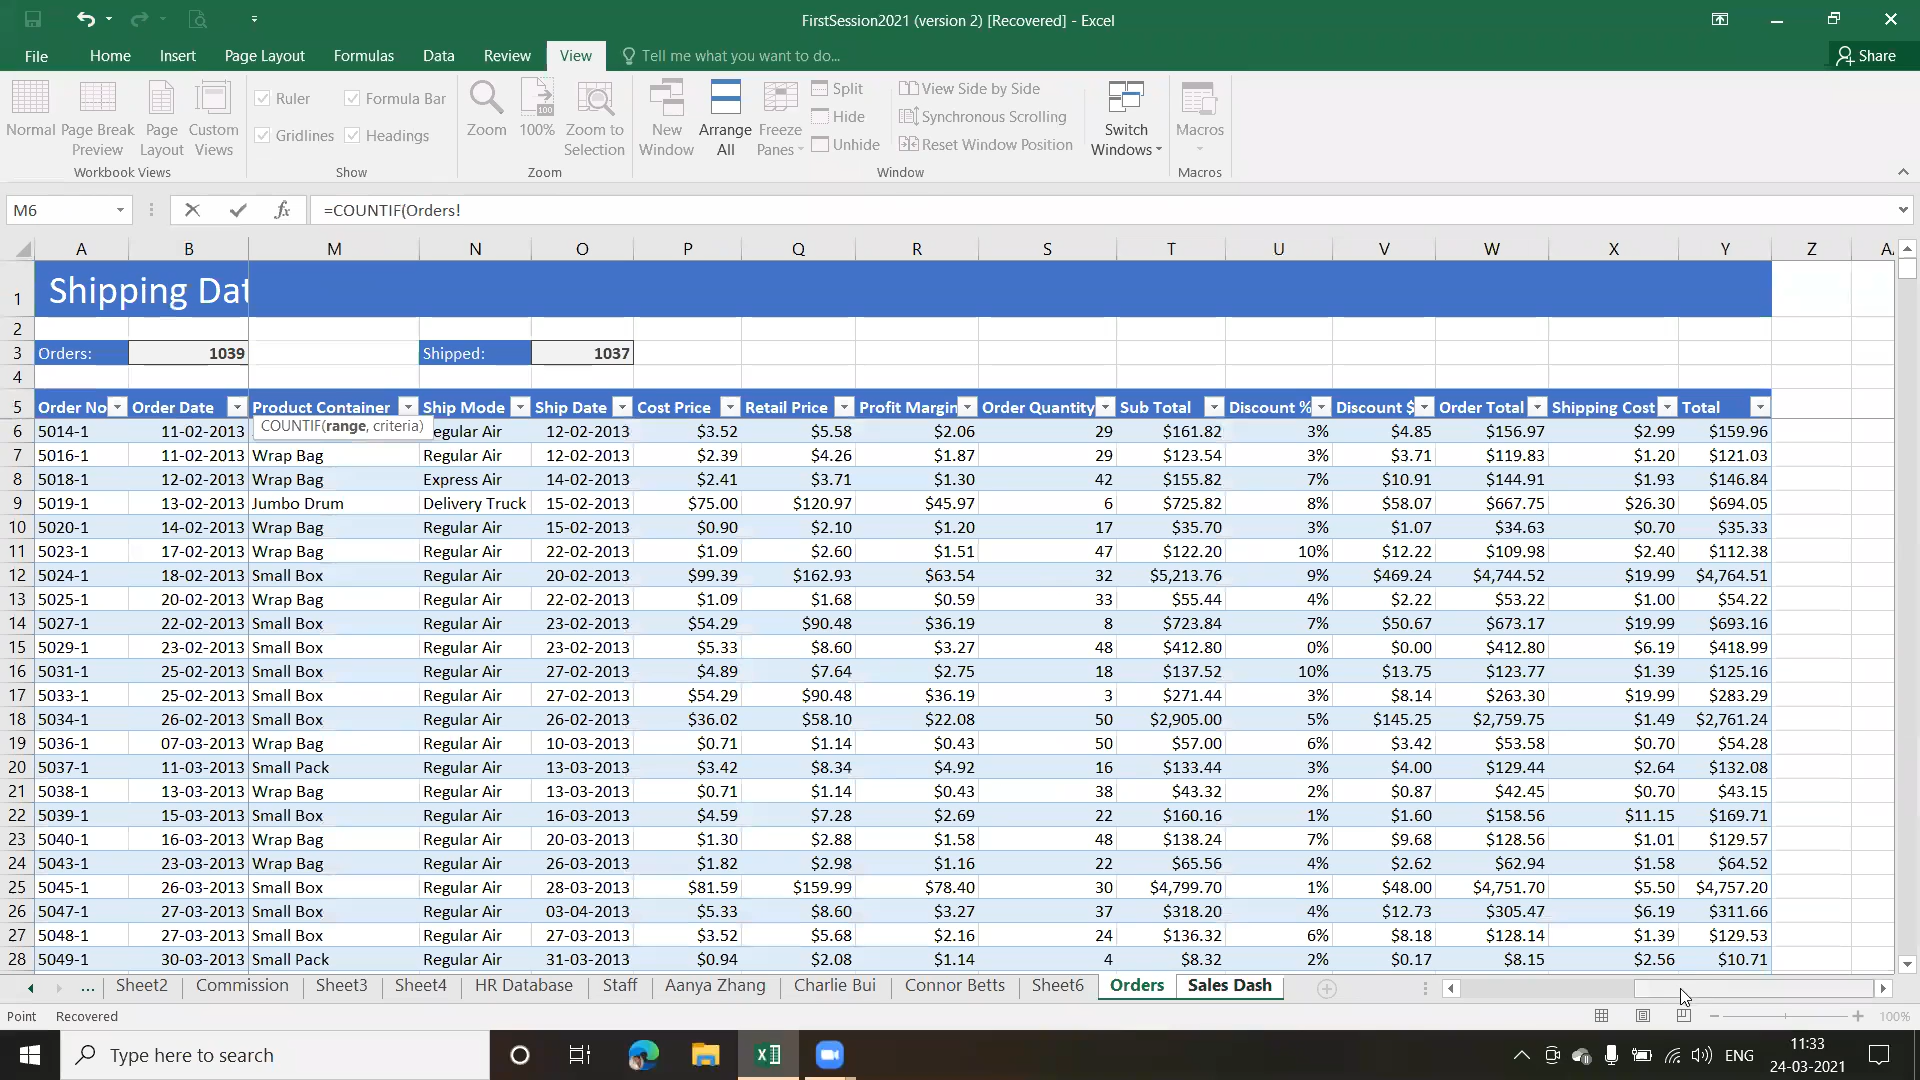 FirstSession2021 (version 2) [Recovered] - Excel
File Home Insert Page Layout Formulas Data Review View Tell me what you want to do... Share
Normal Page Break Preview Page Layout Custom Views
Workbook Views
Ruler Formula Bar
Gridlines Headings
Show
Zoom 100% Zoom to Selection
Zoom
New Window Arrange All Freeze Panes
Split View Side by Side
Hide Synchronous Scrolling
Unhide Reset Window Position
Window
Switch Windows
Macros
Macros
M6 fx =COUNTIF(Orders!
A B M N O P Q R S T U V W X Y Z
1 Shipping Dat
2
3 Orders: 1039 Shipped: 1037
4
5 Order No Order Date Product Container Ship Mode Ship Date Cost Price Retail Price Profit Margin Order Quantity Sub Total Discount % Discount $ Order Total Shipping Cost Total
COUNTIF(range, criteria)
6 5014-1 11-02-2013 egular Air 12-02-2013 $3.52 $5.58 $2.06 29 $161.82 3% $4.85 $156.97 $2.99 $159.96
7 5016-1 11-02-2013 Wrap Bag Regular Air 12-02-2013 $2.39 $4.26 $1.87 29 $123.54 3% $3.71 $119.83 $1.20 $121.03
8 5018-1 12-02-2013 Wrap Bag Express Air 14-02-2013 $2.41 $3.71 $1.30 42 $155.82 7% $10.91 $144.91 $1.93 $146.84
9 5019-1 13-02-2013 Jumbo Drum Delivery Truck 15-02-2013 $75.00 $120.97 $45.97 6 $725.82 8% $58.07 $667.75 $26.30 $694.05
10 5020-1 14-02-2013 Wrap Bag Regular Air 15-02-2013 $0.90 $2.10 $1.20 17 $35.70 3% $1.07 $34.63 $0.70 $35.33
11 5023-1 17-02-2013 Wrap Bag Regular Air 22-02-2013 $1.09 $2.60 $1.51 47 $122.20 10% $12.22 $109.98 $2.40 $112.38
12 5024-1 18-02-2013 Small Box Regular Air 20-02-2013 $99.39 $162.93 $63.54 32 $5,213.76 9% $469.24 $4,744.52 $19.99 $4,764.51
13 5025-1 20-02-2013 Wrap Bag Regular Air 22-02-2013 $1.09 $1.68 $0.59 33 $55.44 4% $2.22 $53.22 $1.00 $54.22
14 5027-1 22-02-2013 Small Box Regular Air 23-02-2013 $54.29 $90.48 $36.19 8 $723.84 7% $50.67 $673.17 $19.99 $693.16
15 5029-1 23-02-2013 Small Box Regular Air 23-02-2013 $5.33 $8.60 $3.27 48 $412.80 0% $0.00 $412.80 $6.19 $418.99
16 5031-1 25-02-2013 Small Box Regular Air 27-02-2013 $4.89 $7.64 $2.75 18 $137.52 10% $13.75 $123.77 $1.39 $125.16
17 5033-1 25-02-2013 Small Box Regular Air 27-02-2013 $54.29 $90.48 $36.19 3 $271.44 3% $8.14 $263.30 $19.99 $283.29
18 5034-1 26-02-2013 Small Box Regular Air 26-02-2013 $36.02 $58.10 $22.08 50 $2,905.00 5% $145.25 $2,759.75 $1.49 $2,761.24
19 5036-1 07-03-2013 Wrap Bag Regular Air 10-03-2013 $0.71 $1.14 $0.43 50 $57.00 6% $3.42 $53.58 $0.70 $54.28
20 5037-1 11-03-2013 Small Pack Regular Air 13-03-2013 $3.42 $8.34 $4.92 16 $133.44 3% $4.00 $129.44 $2.64 $132.08
21 5038-1 13-03-2013 Wrap Bag Regular Air 13-03-2013 $0.71 $1.14 $0.43 38 $43.32 2% $0.87 $42.45 $0.70 $43.15
22 5039-1 15-03-2013 Small Box Regular Air 16-03-2013 $4.59 $7.28 $2.69 22 $160.16 1% $1.60 $158.56 $11.15 $169.71
23 5040-1 16-03-2013 Wrap Bag Regular Air 20-03-2013 $1.30 $2.88 $1.58 48 $138.24 7% $9.68 $128.56 $1.01 $129.57
24 5043-1 23-03-2013 Wrap Bag Regular Air 26-03-2013 $1.82 $2.98 $1.16 22 $65.56 4% $2.62 $62.94 $1.58 $64.52
25 5045-1 26-03-2013 Small Box Regular Air 28-03-2013 $81.59 $159.99 $78.40 30 $4,799.70 1% $48.00 $4,751.70 $5.50 $4,757.20
26 5047-1 27-03-2013 Small Box Regular Air 03-04-2013 $5.33 $8.60 $3.27 37 $318.20 4% $12.73 $305.47 $6.19 $311.66
27 5048-1 27-03-2013 Small Box Regular Air 27-03-2013 $3.52 $5.68 $2.16 24 $136.32 6% $8.18 $128.14 $1.39 $129.53
28 5049-1 30-03-2013 Small Pack Regular Air 31-03-2013 $0.94 $2.08 $1.14 4 $8.32 2% $0.17 $8.15 $2.56 $10.71
... Sheet2 Commission Sheet3 Sheet4 HR Database Staff Aanya Zhang Charlie Bui Connor Betts Sheet6 Orders Sales Dash
Point Recovered 100%
Type here to search ENG 11:33
24-03-2021